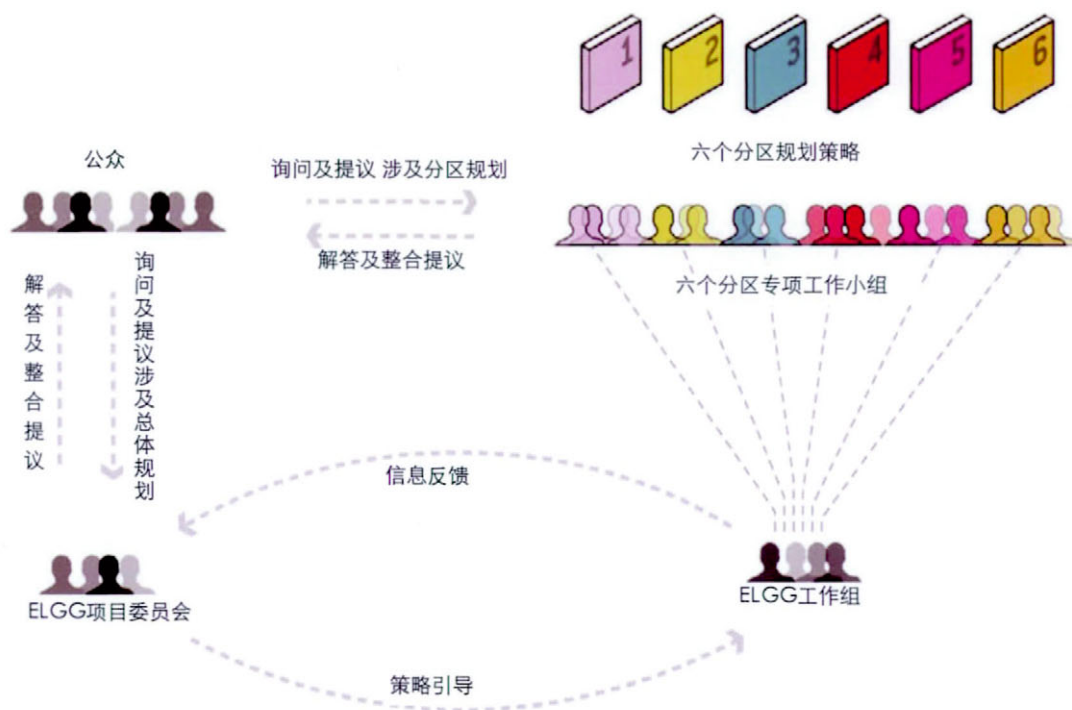 1 2 3 4 5 6
六个分区规划策略
公众
询问及提议 涉及分区规划
解答及整合提议
六个分区专项工作小组
解答及整合提议
询问及提议涉及总体规划
信息反馈
ELGG项目委员会
ELGG工作组
策略引导